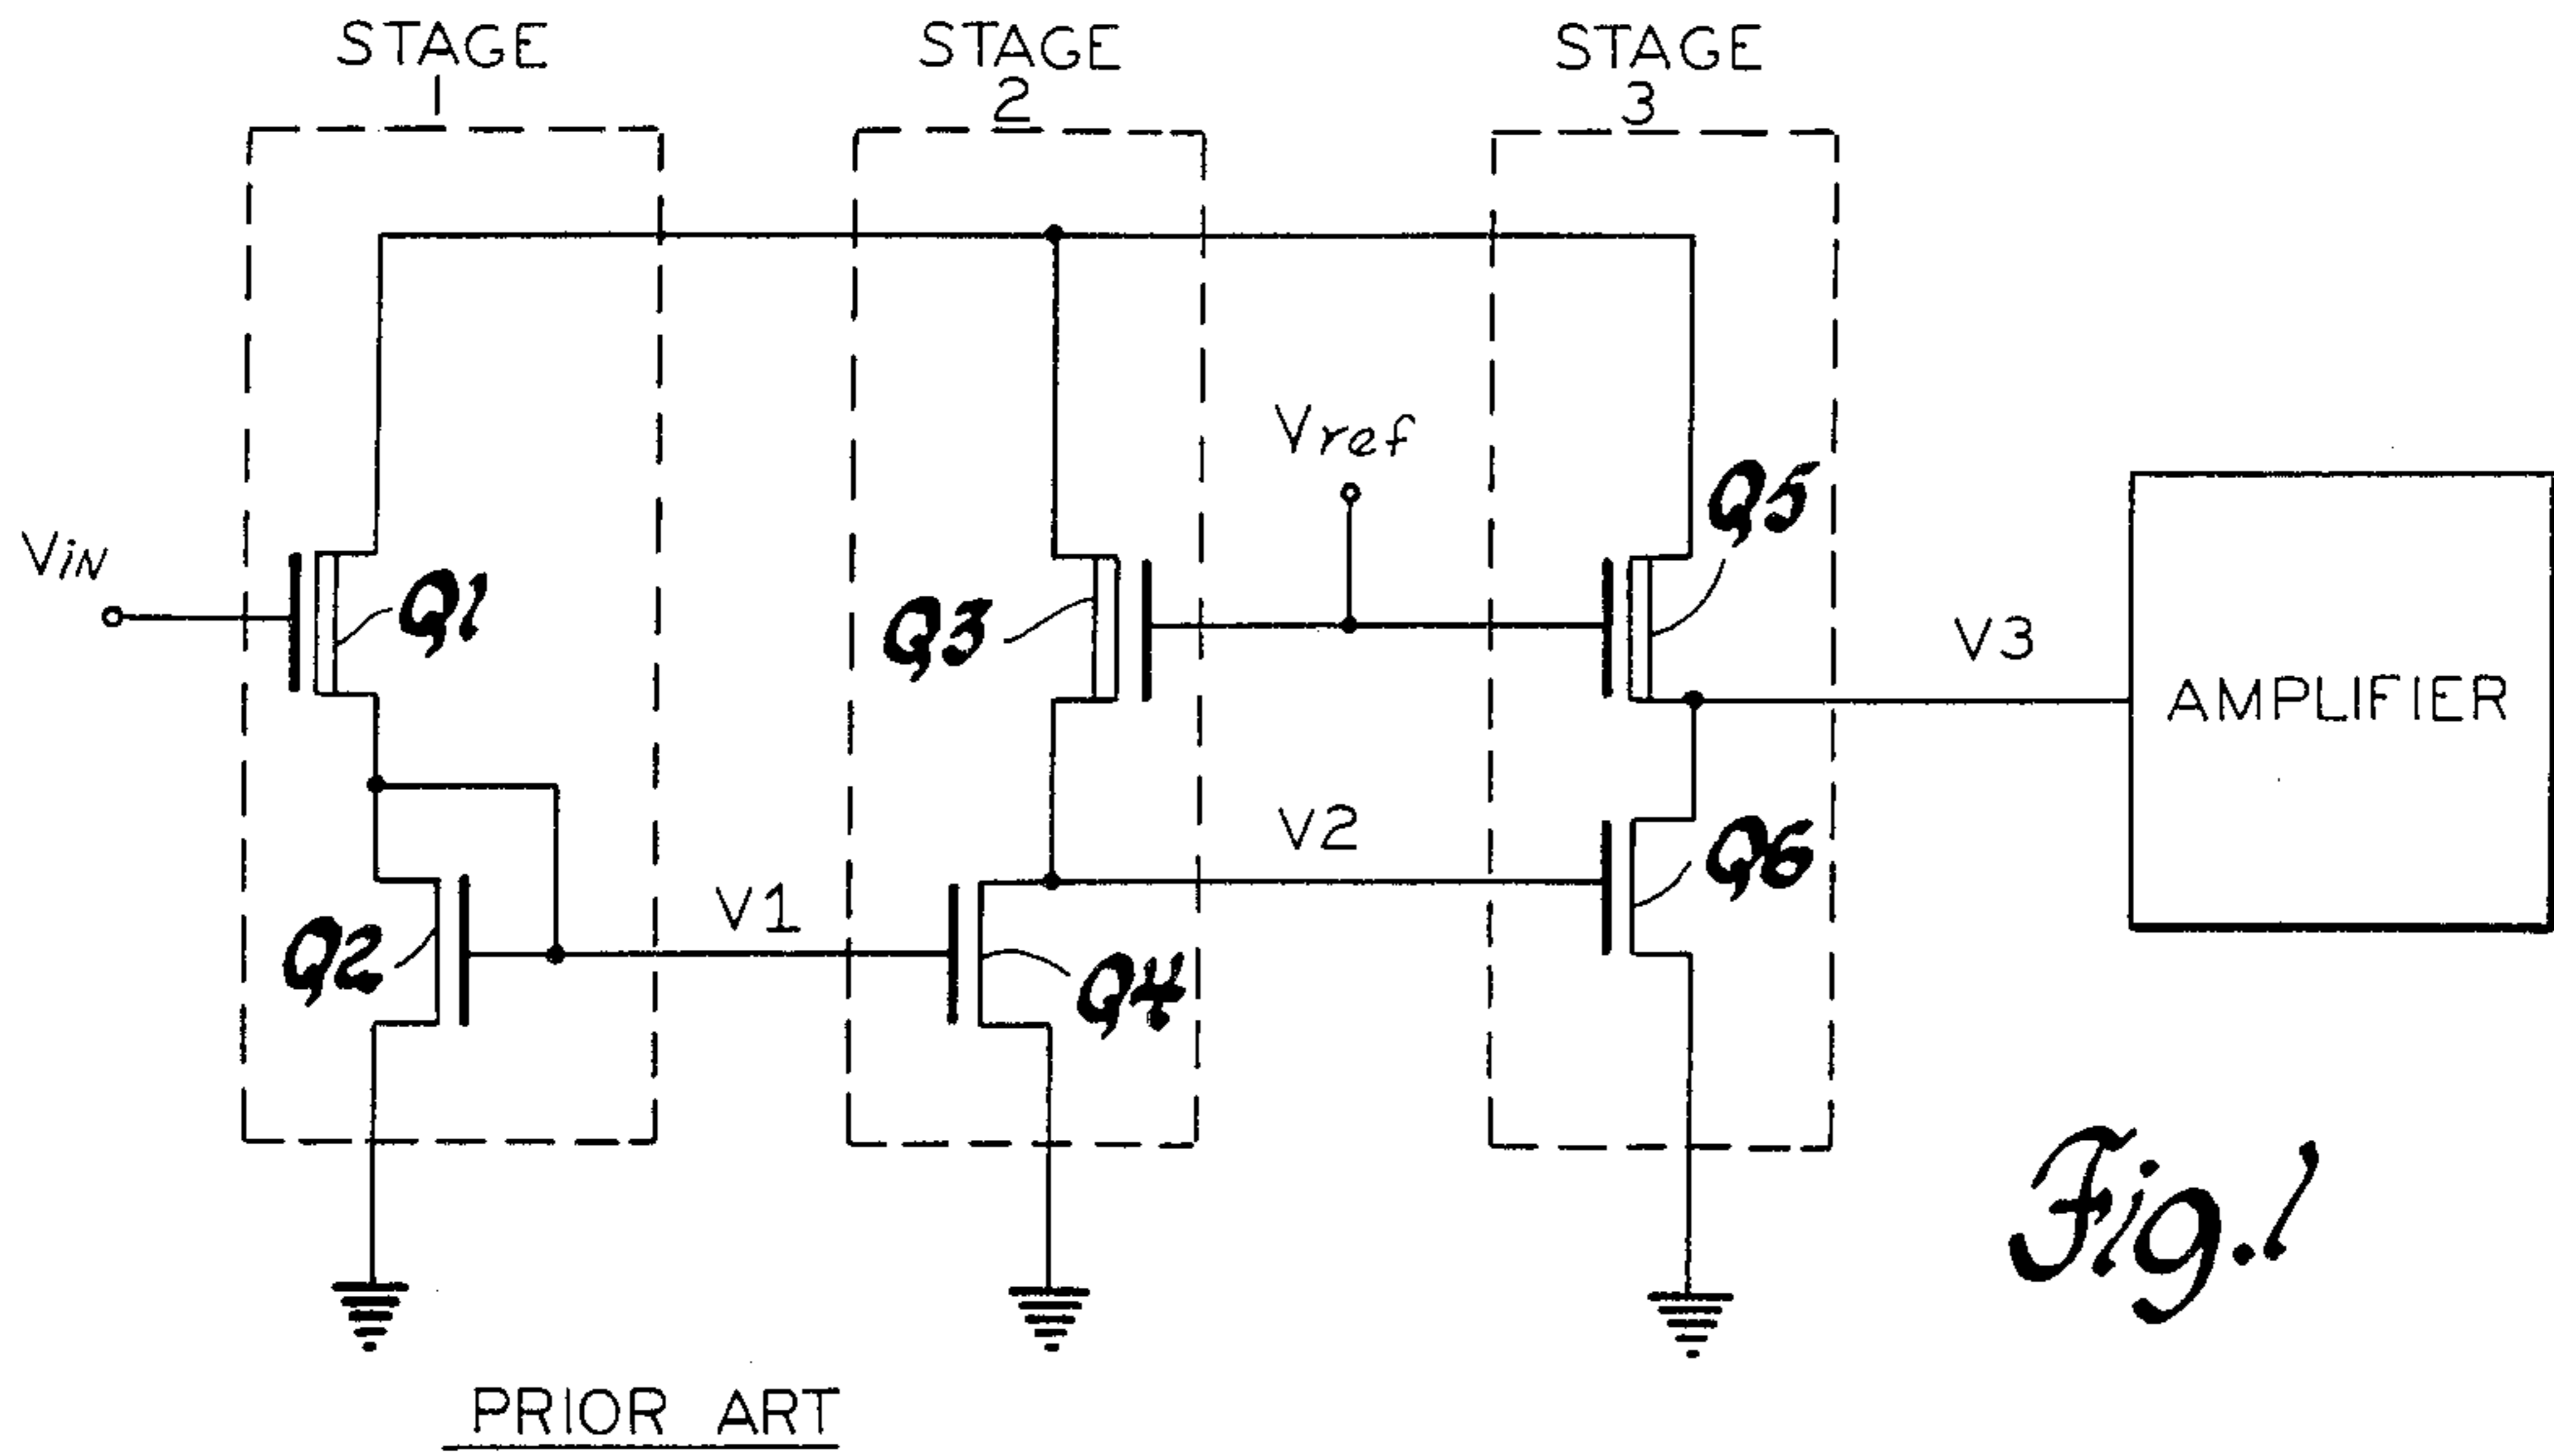 STAGE
1
STAGE
2
STAGE
3
Vref
Q5
VIN
Q1
Q3
V3
AMPLIFIER
V2
Q6
V1
Q2
Q4
Fig. 1
PRIOR ART